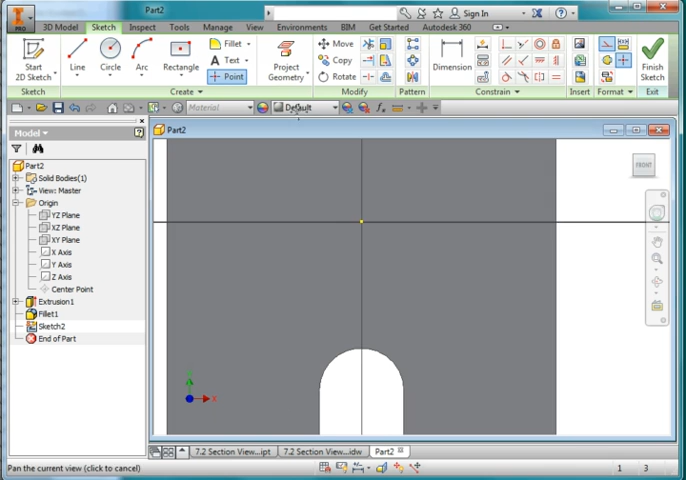 Part2
Sign In
PRO
3D Model Sketch Inspect Tools Manage View Environments BIM Get Started Autodesk 360
Start
2D Sketch
Line
Circle
Arc
Rectangle
Fillet
Text
Point
Project
Geometry
Move
Copy
Rotate
Dimension
Finish
Sketch
Sketch
Create
Modify
Pattern
Constrain
Insert
Format
Exit
Material
Default
Model
Part2
Solid Bodies(1)
View: Master
Origin
YZ Plane
XZ Plane
XY Plane
X Axis
Y Axis
Z Axis
Center Point
Extrusion1
Fillet1
Sketch2
End of Part
Part2
FRONT
X
7.2 Section View...ipt
7.2 Section View...idw
Part2
Pan the current view (click to cancel)
1
3